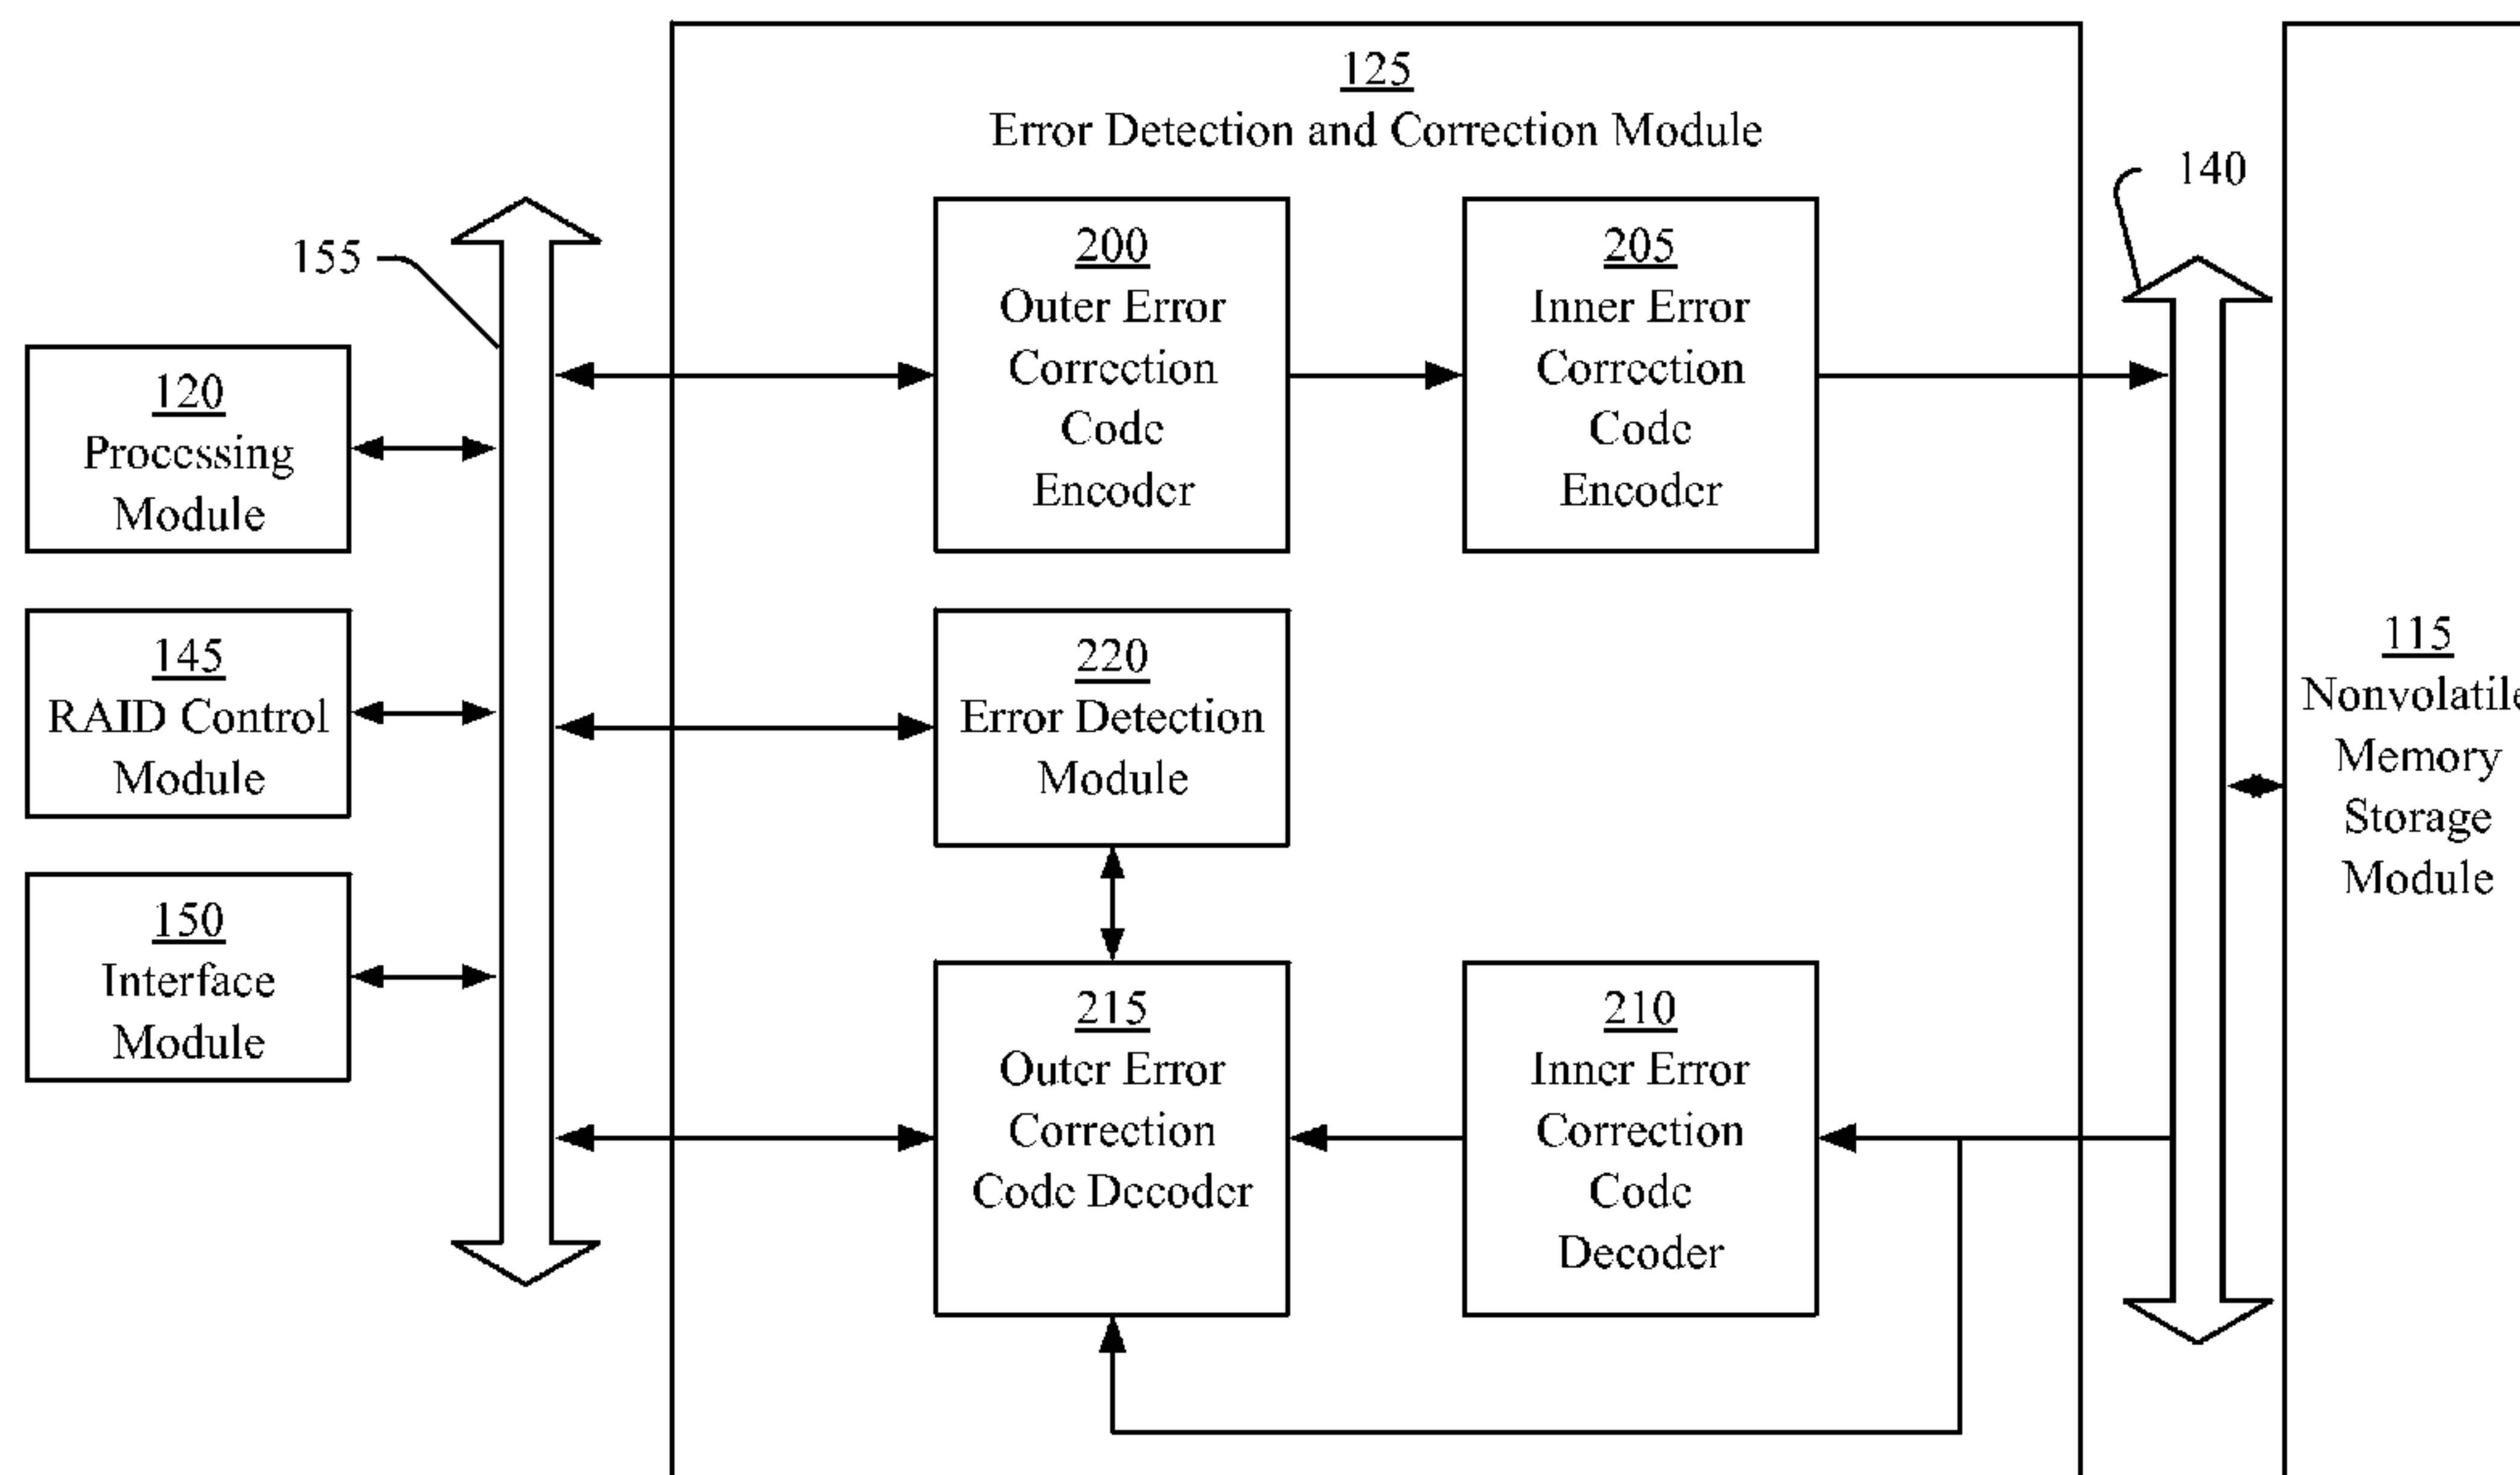 125
Error Detection and Correction Module
140
155
200
Outer Error
Correction
Code
Encoder
205
Inner Error
Correction
Code
Encoder
120
Processing
Module
145
RAID Control
Module
220
Error Detection
Module
115
Nonvolatile
Memory
Storage
Module
150
Interface
Module
215
Outer Error
Correction
Code Decoder
210
Inner Error
Correction
Code
Decoder